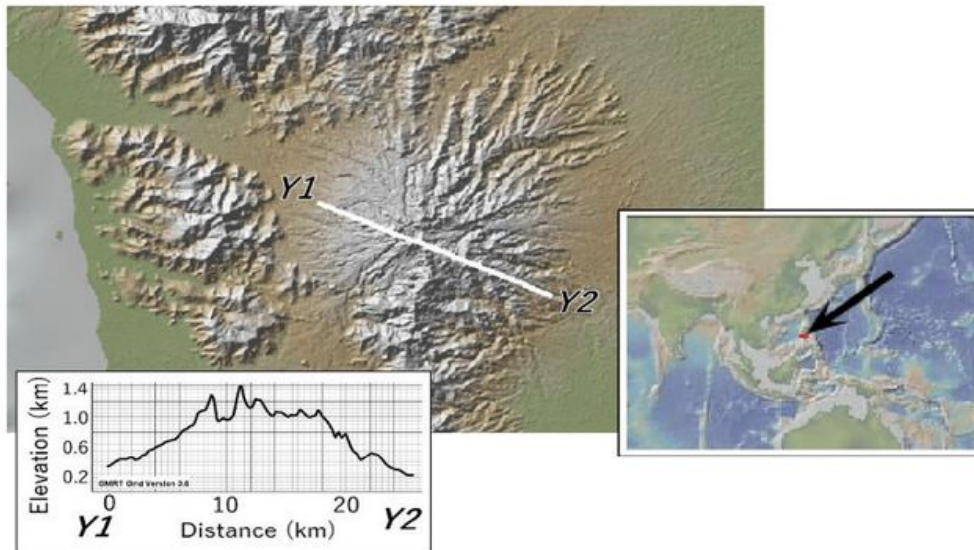 Y1
Y2
1.4
1.0
0.6
0.2
Elevation (km)
GMRT Grid Version 3.6
0
10
20
Y1
Distance (km)
Y2